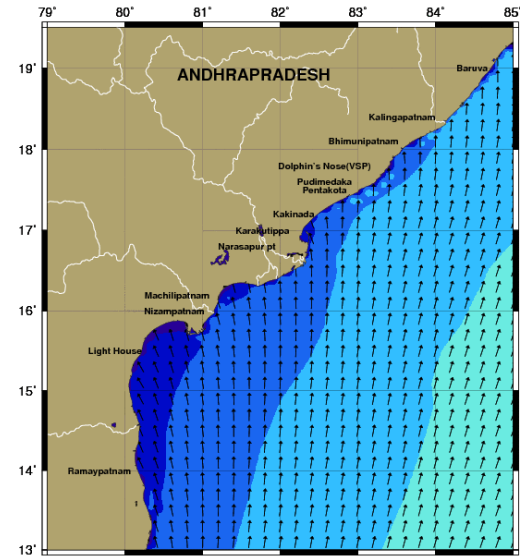 79° 80° 81° 82° 83° 84° 85'
19'
Baruva
ANDHRAPRADESH
Kalingapatnam
18'
Bhimunipatnam
Dolphin's Nose(VSP)
Pudimedaka
Pentakota
17'
Kakinada
Karakutippa
Narasapur pt
16'
Machilipatnam
Nizampatnam
Light House
15'
14'
Ramaypatnam
13'